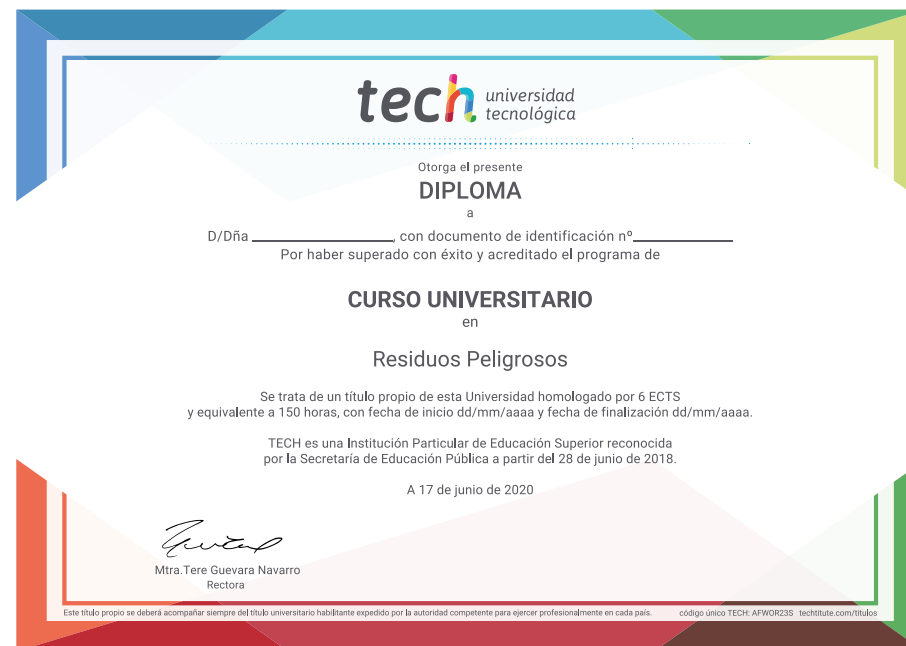 tech universidad
tecnológica
Otorga el presente
DIPLOMA
a
D/Dña ____________, con documento de identificación nº____________
Por haber superado con éxito y acreditado el programa de
CURSO UNIVERSITARIO
en
Residuos Peligrosos
Se trata de un título propio de esta Universidad homologado por 6 ECTS
y equivalente a 150 horas, con fecha de inicio dd/mm/aaaa y fecha de finalización dd/mm/aaaa.
TECH es una Institución Particular de Educación Superior reconocida
por la Secretaría de Educación Pública a partir del 28 de junio de 2018.
A 17 de junio de 2020
Mtra.Tere Guevara Navarro
Rectora
Este título propio se deberá acompañar siempre del título universitario habilitante expedido por la autoridad competente para ejercer profesionalmente en cada país. código único TECH: AFWOR23S techtitute.com/titulos